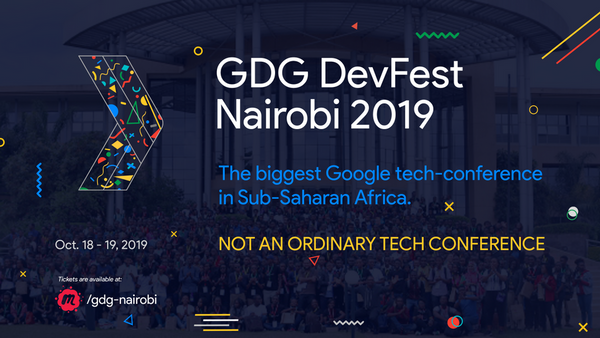 GDG DevFest
Nairobi 2019
The biggest Google tech-conference
in Sub-Saharan Africa.
NOT AN ORDINARY TECH CONFERENCE
Oct. 18 - 19, 2019
Tickets are available at:
m /gdg-nairobi